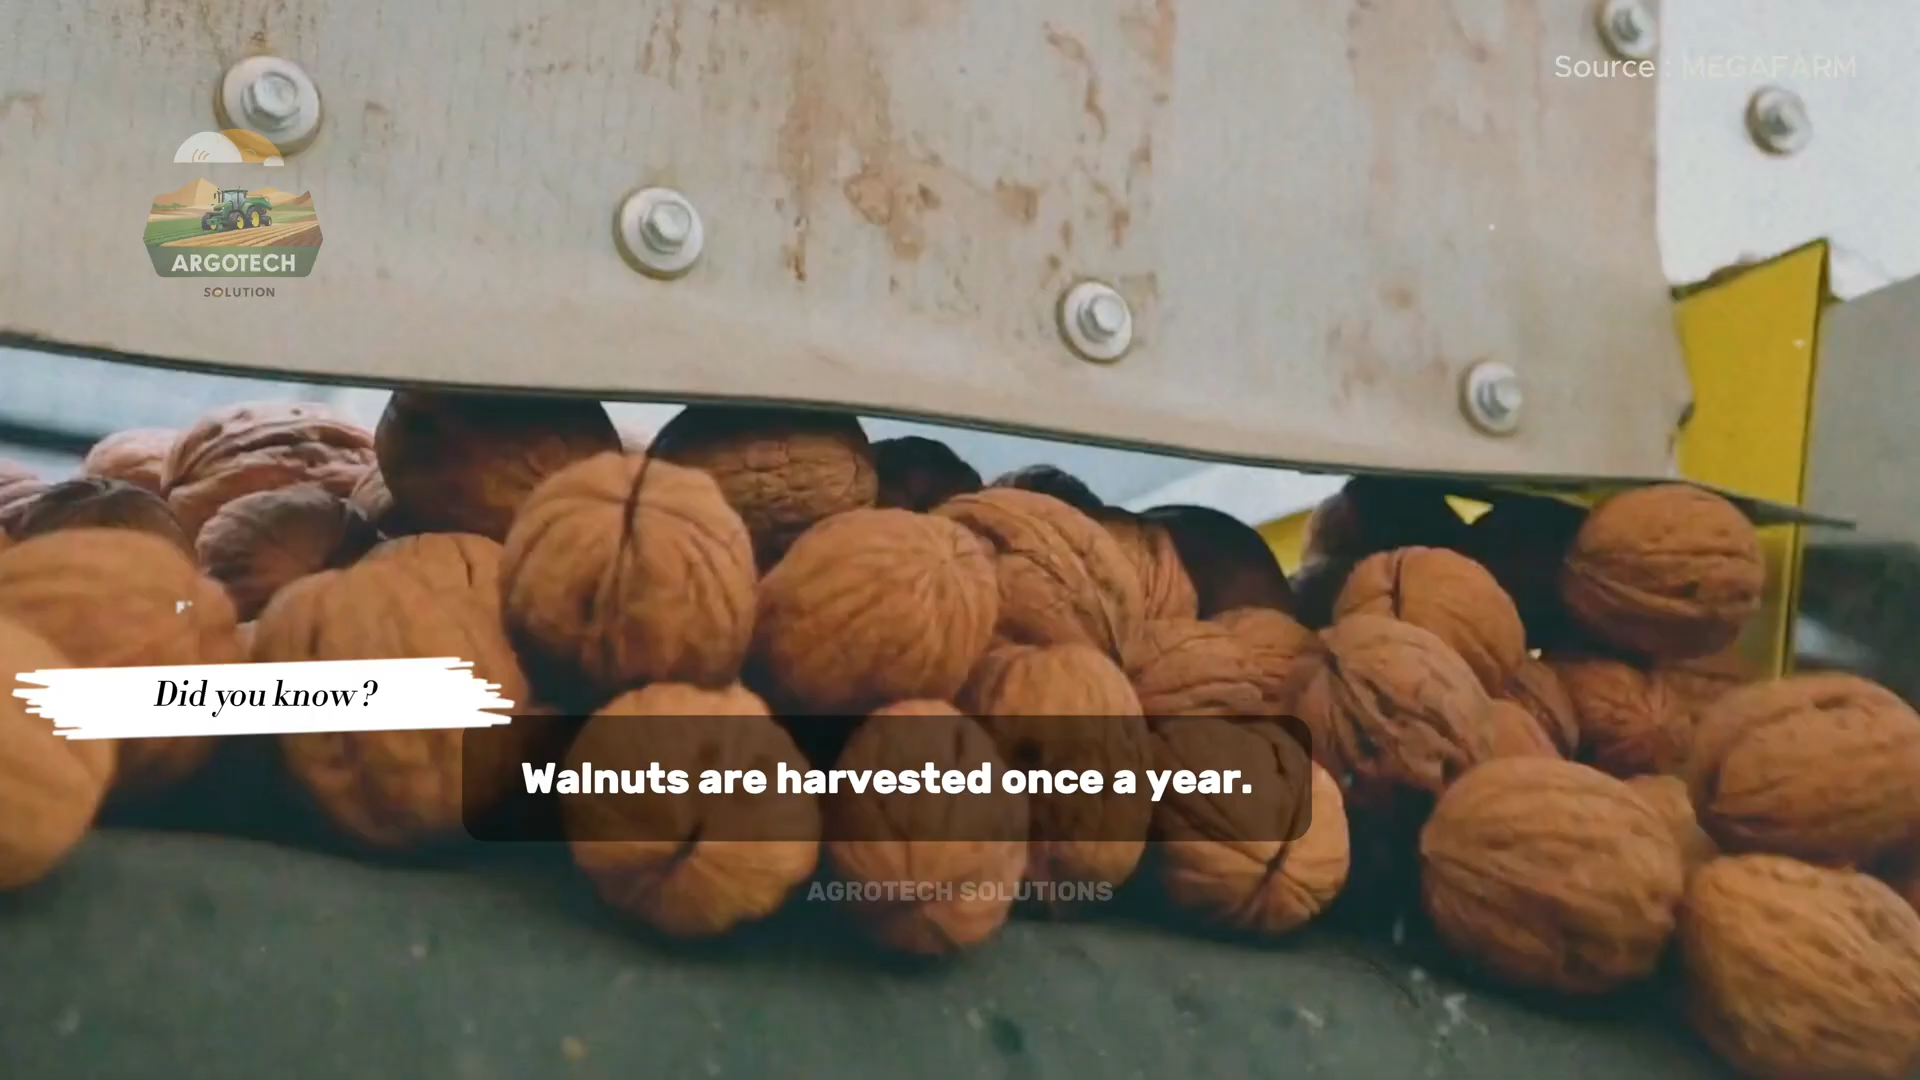 Source : MEGAFARM
ARGOTECH
SOLUTION
Did you know?
Walnuts are harvested once a year.
AGROTECH SOLUTIONS